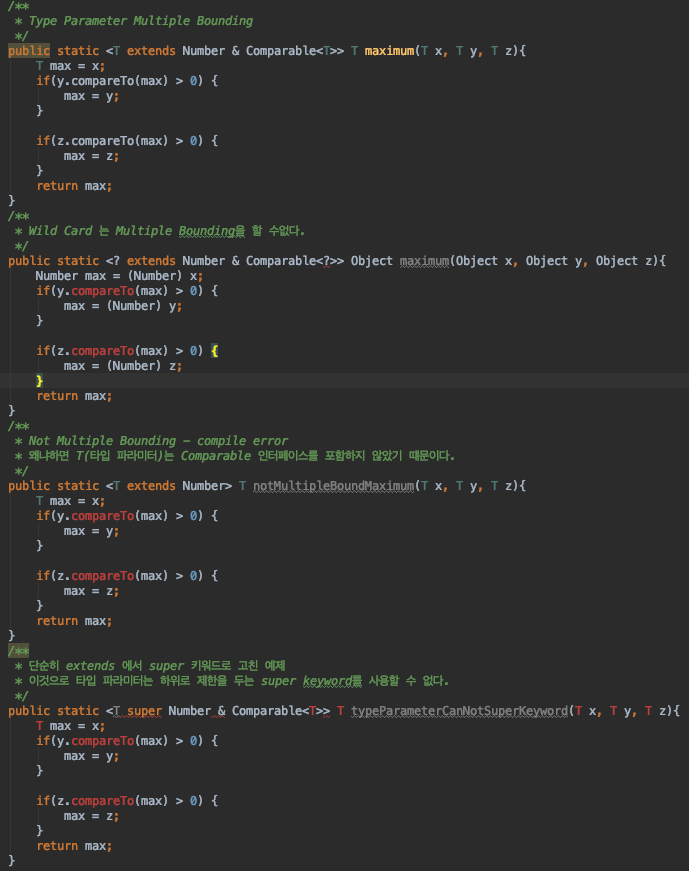 /**
 * Type Parameter Multiple Bounding
 */
public static <T extends Number & Comparable<T>> T maximum(T x, T y, T z){
    T max = x;
    if(y.compareTo(max) > 0) {
        max = y;
    }

    if(z.compareTo(max) > 0) {
        max = z;
    }
    return max;
}
/**
 * Wild Card 는 Multiple Bounding을 할 수없다.
 */
public static <? extends Number & Comparable<?>> Object maximum(Object x, Object y, Object z){
    Number max = (Number) x;
    if(y.compareTo(max) > 0) {
        max = (Number) y;
    }

    if(z.compareTo(max) > 0) {
        max = (Number) z;
    }
    return max;
}
/**
 * Not Multiple Bounding - compile error
 * 왜냐하면 T(타입 파라미터)는 Comparable 인터페이스를 포함하지 않았기 때문이다.
 */
public static <T extends Number> T notMultipleBoundMaximum(T x, T y, T z){
    T max = x;
    if(y.compareTo(max) > 0) {
        max = y;
    }

    if(z.compareTo(max) > 0) {
        max = z;
    }
    return max;
}
/**
 * 단순히 extends 에서 super 키워드로 고친 예제
 * 이것으로 타입 파라미터는 하위로 제한을 두는 super keyword를 사용할 수 없다.
 */
public static <T super Number & Comparable<T>> T typeParameterCanNotSuperKeyword(T x, T y, T z){
    T max = x;
    if(y.compareTo(max) > 0) {
        max = y;
    }

    if(z.compareTo(max) > 0) {
        max = z;
    }
    return max;
}